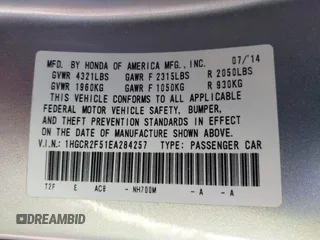 MFD. BY HONDA OF AMERICA MFG., INC. 07/14
GVWR 4321LBS GAWR F 2315LBS R 2050LBS
GVWR 1960KG GAWR F 1050KG R 930KG
THIS VEHICLE CONFORMS TO ALL APPLICABLE
FEDERAL MOTOR VEHICLE SAFETY, BUMPER,
AND THEFT PREVENTION STANDARDS IN EFFECT
ON THE DATE OF MANUFACTURE SHOWN ABOVE.
V.I.N.: 1HGCR2F51EA284257 TYPE: PASSENGER CAR
T2F E AC8 - NH700M - A - A
DREAMBID